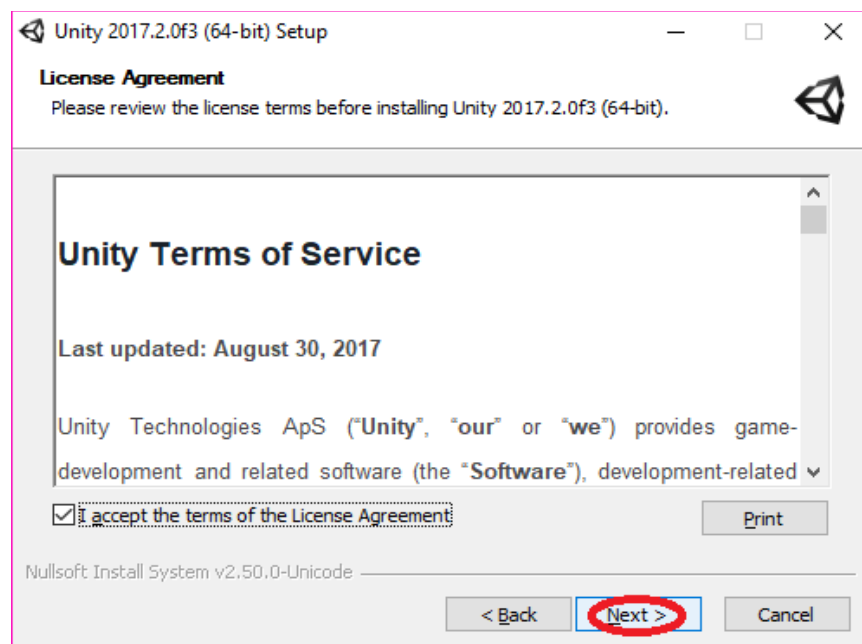 Unity 2017.2.0f3 (64-bit) Setup
License Agreement
Please review the license terms before installing Unity 2017.2.0f3 (64-bit).
Unity Terms of Service
Last updated: August 30, 2017
Unity Technologies ApS (“Unity”, “our” or “we”) provides game-
development and related software (the “Software”), development-related
I accept the terms of the License Agreement
Print
Nullsoft Install System v2.50.0-Unicode
< Back Next > Cancel